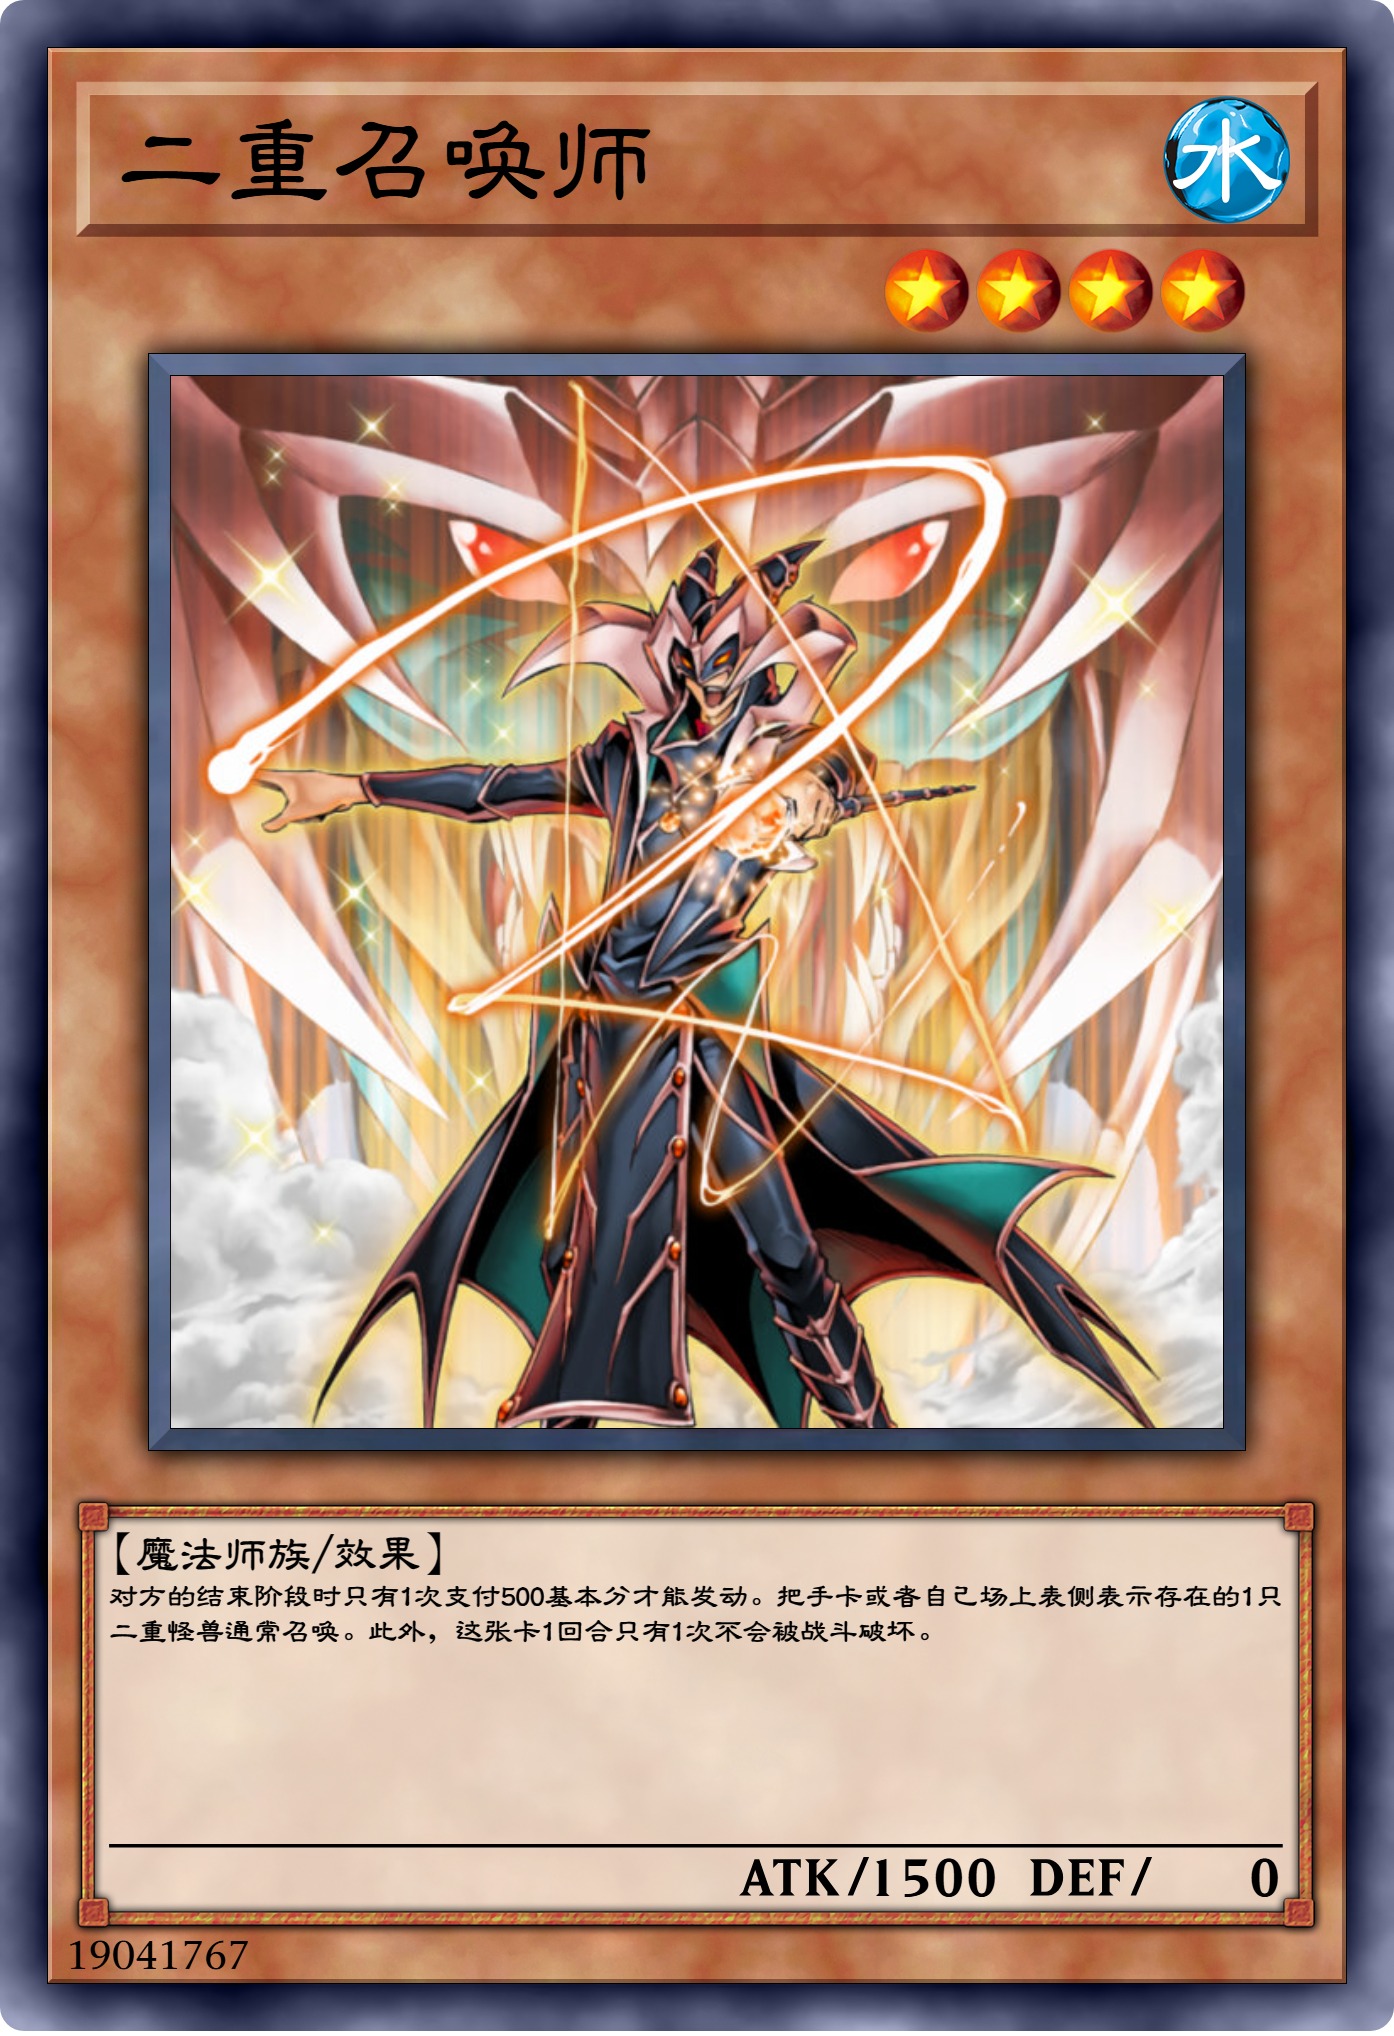 二重召唤师
水
【魔法师族/效果】
对方的结束阶段时只有1次支付500基本分才能发动。把手卡或者自己场上表侧表示存在的1只
二重怪兽通常召唤。此外，这张卡1回合只有1次不会被战斗破坏。
ATK/1500 DEF/ 0
19041767